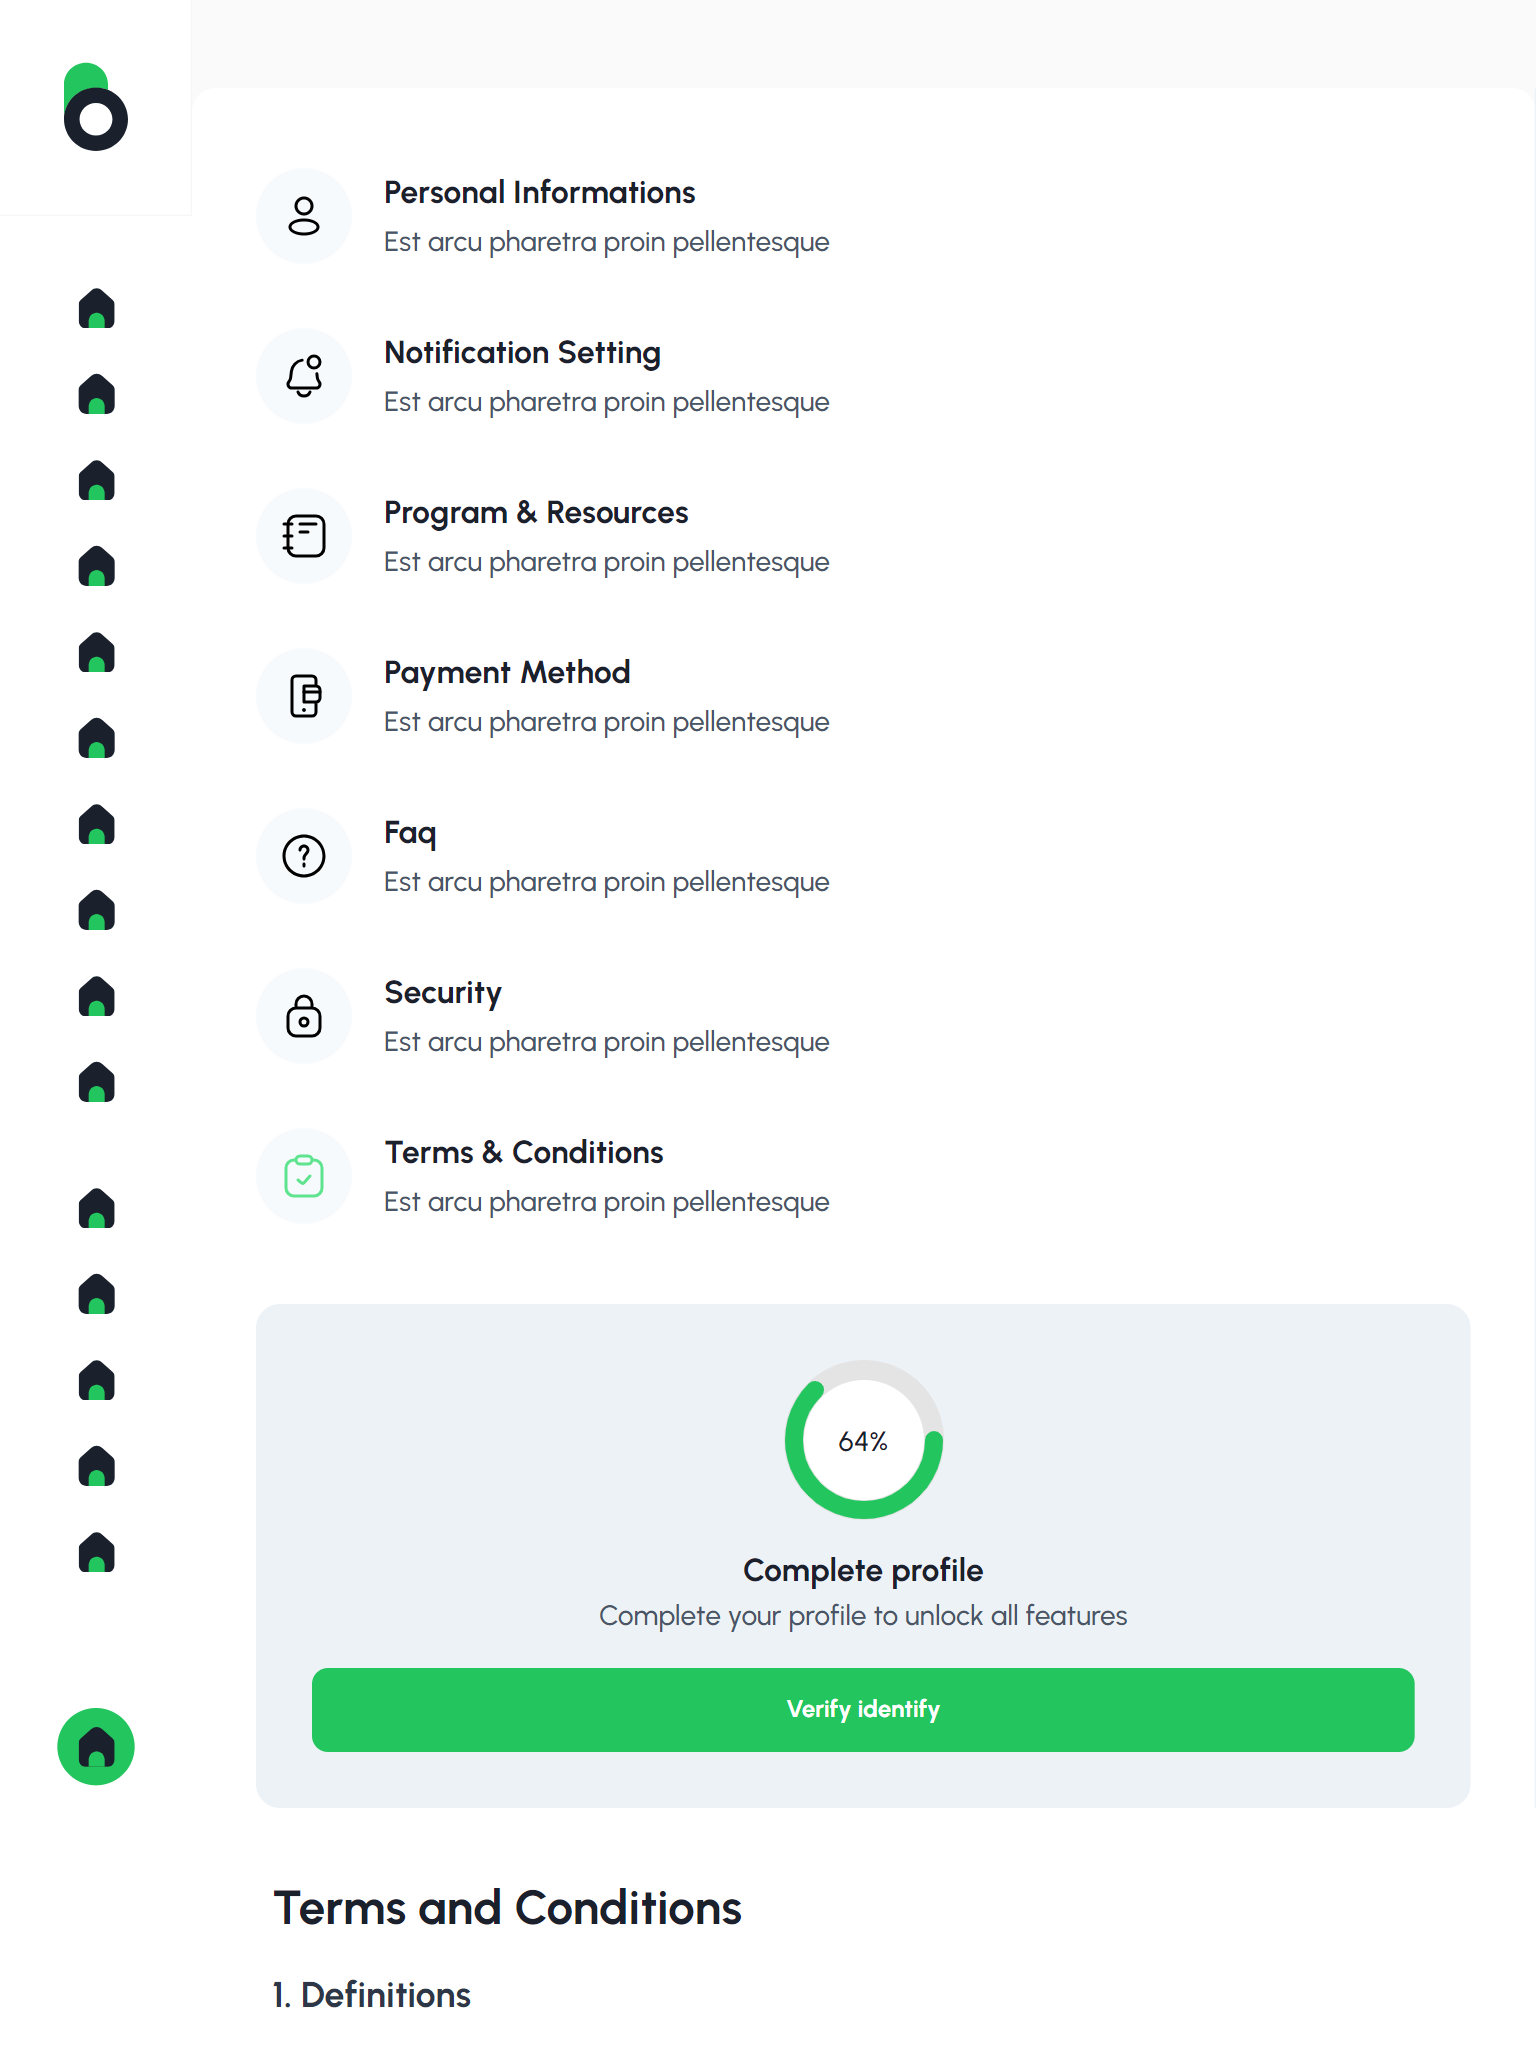 Personal Informations
Est arcu pharetra proin pellentesque
Notification Setting
Est arcu pharetra proin pellentesque
Program & Resources
Est arcu pharetra proin pellentesque
Payment Method
Est arcu pharetra proin pellentesque
Faq
Est arcu pharetra proin pellentesque
Security
Est arcu pharetra proin pellentesque
Terms & Conditions
Est arcu pharetra proin pellentesque
64%
Complete profile
Complete your profile to unlock all features
Verify identify
Terms and Conditions
1. Definitions